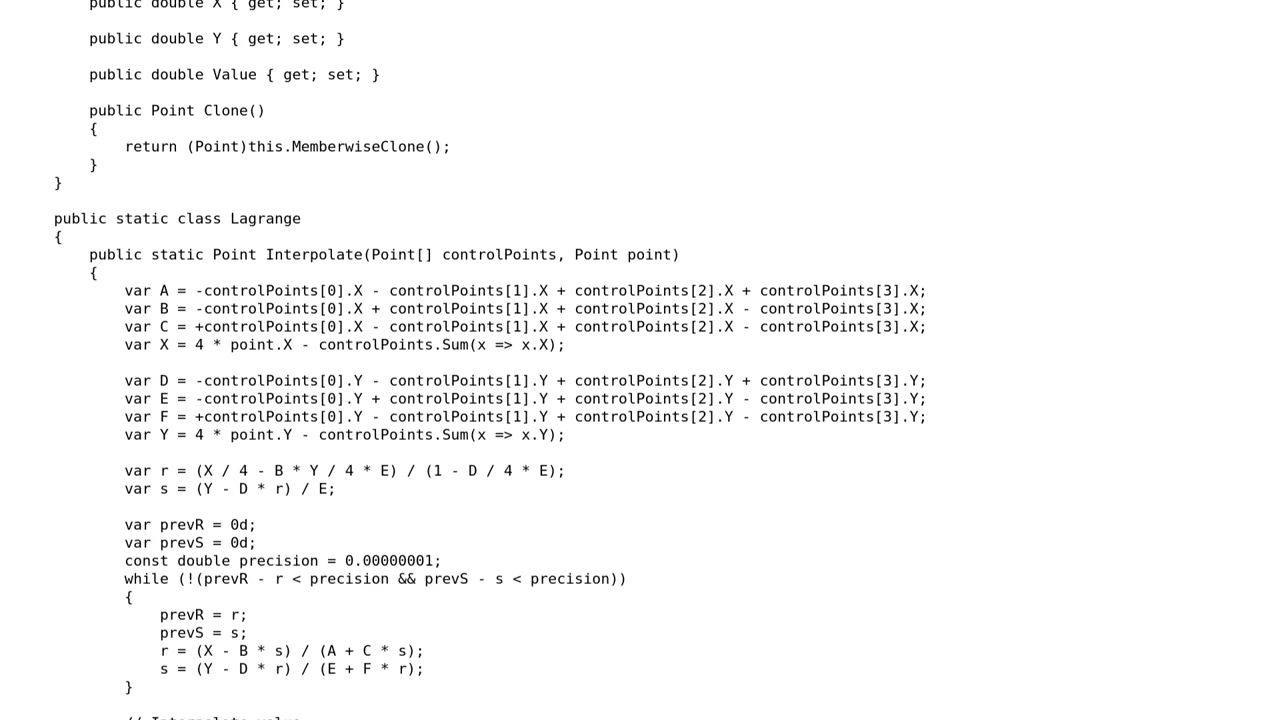 public double X { get; set; }
public double Y { get; set; }
public double Value { get; set; }
public Point Clone()
{
return (Point)this.MemberwiseClone();
}
}
public static class Lagrange
{
public static Point Interpolate(Point[] controlPoints, Point point)
{
var A = -controlPoints[0].X - controlPoints[1].X + controlPoints[2].X + controlPoints[3].X;
var B = -controlPoints[0].X + controlPoints[1].X + controlPoints[2].X - controlPoints[3].X;
var C = +controlPoints[0].X - controlPoints[1].X + controlPoints[2].X - controlPoints[3].X;
var X = 4 * point.X - controlPoints.Sum(x => x.X);
var D = -controlPoints[0].Y - controlPoints[1].Y + controlPoints[2].Y + controlPoints[3].Y;
var E = -controlPoints[0].Y + controlPoints[1].Y + controlPoints[2].Y - controlPoints[3].Y;
var F = +controlPoints[0].Y - controlPoints[1].Y + controlPoints[2].Y - controlPoints[3].Y;
var Y = 4 * point.Y - controlPoints.Sum(x => x.Y);
var r = (X / 4 - B * Y / 4 * E) / (1 - D / 4 * E);
var s = (Y - D * r) / E;
var prevR = 0d;
var prevS = 0d;
const double precision = 0.00000001;
while (!(prevR - r < precision && prevS - s < precision))
{
prevR = r;
prevS = s;
r = (X - B * s) / (A + C * s);
s = (Y - D * r) / (E + F * r);
}
// Interpolate value